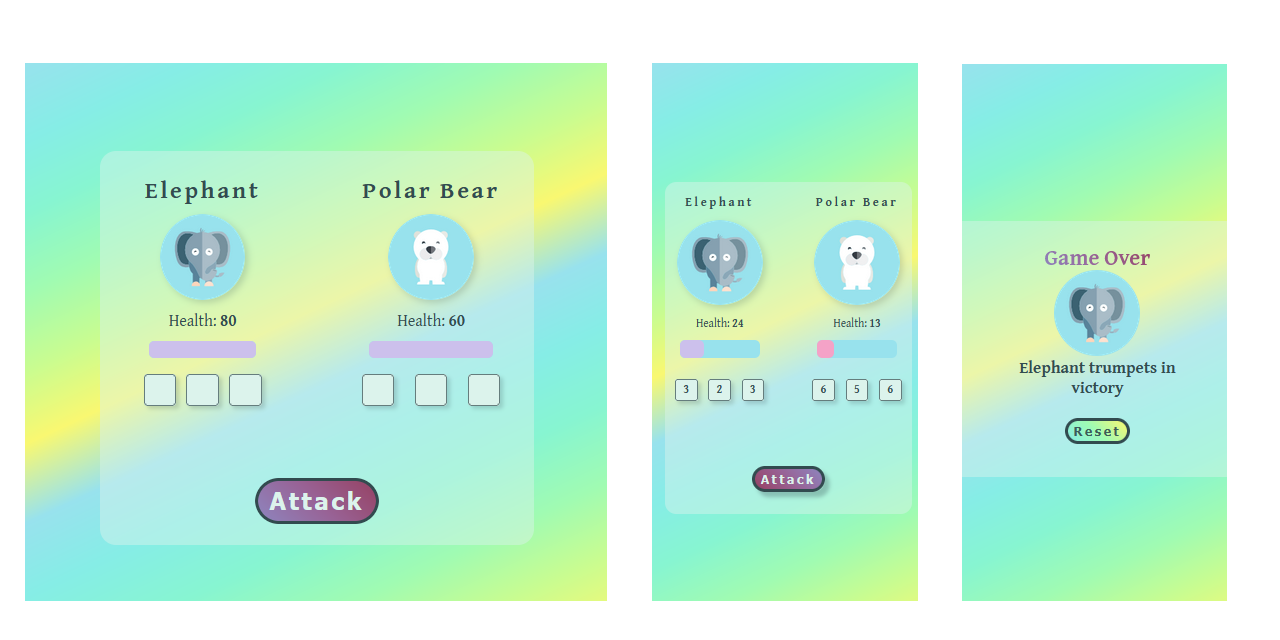 Elephant Polar Bear
Health: 80 Health: 60
Attack
Elephant Polar Bear
Health: 24 Health: 13
3 2 3 6 5 6
Attack
Game Over
Elephant trumpets in
victory
Reset